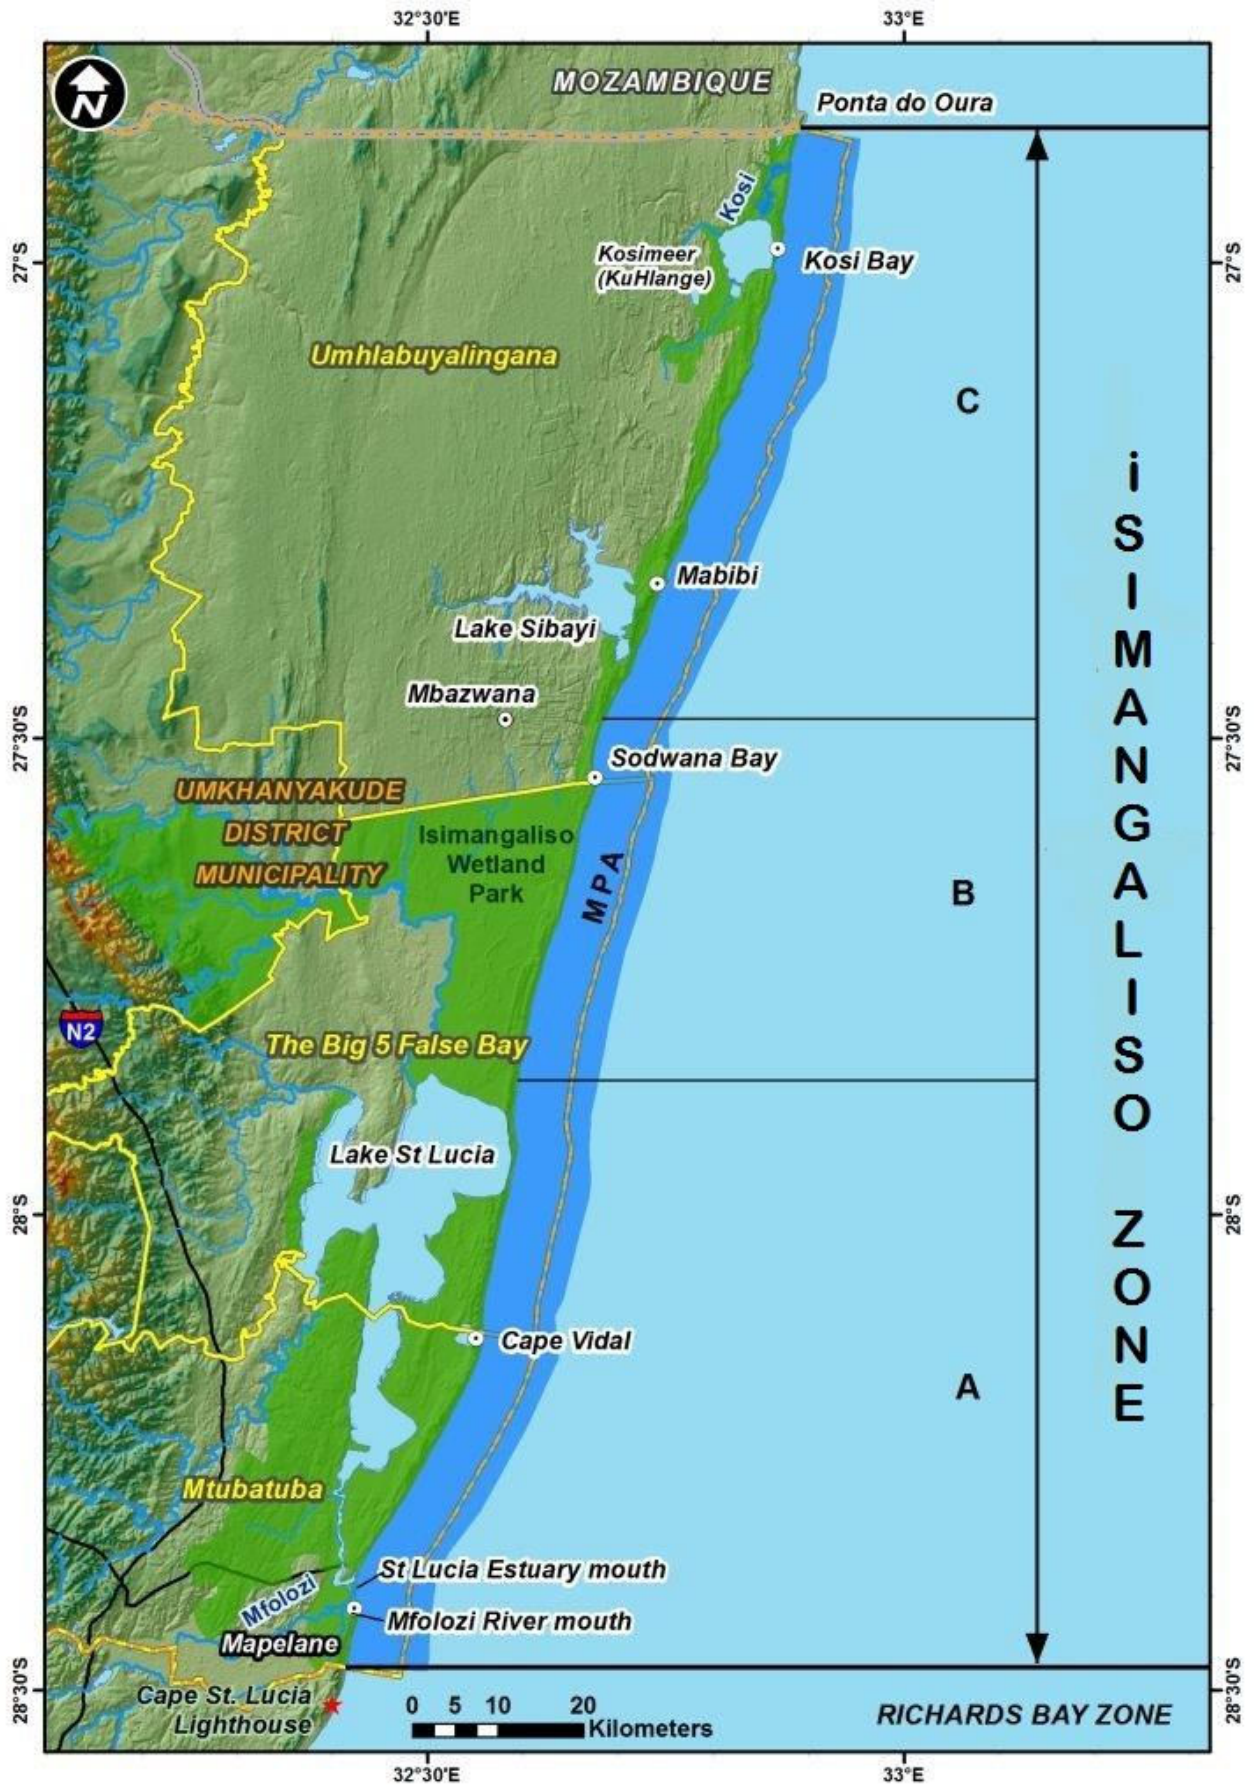 32°30'E
33°E
N
MOZAMBIQUE
Ponta do Oura
Kosi
27°S
27°S
Kosimeer
(KuHlange)
Kosi Bay
Umhlabuyalingana
C
Mabibi
Lake Sibayi
Mbazwana
27°30'S
27°30'S
Sodwana Bay
UMKHANYAKUDE
DISTRICT
MUNICIPALITY
Isimangaliso
Wetland
Park
MPA
B
N2
The Big 5 False Bay
Lake St Lucia
28°S
28°S
Cape Vidal
A
Mtubatuba
St Lucia Estuary mouth
Mfolozi
Mfolozi River mouth
Mapelane
28°30'S
28°30'S
Cape St. Lucia
Lighthouse
0 5 10 20
Kilometers
RICHARDS BAY ZONE
iSIMANGALISO ZONE
32°30'E
33°E